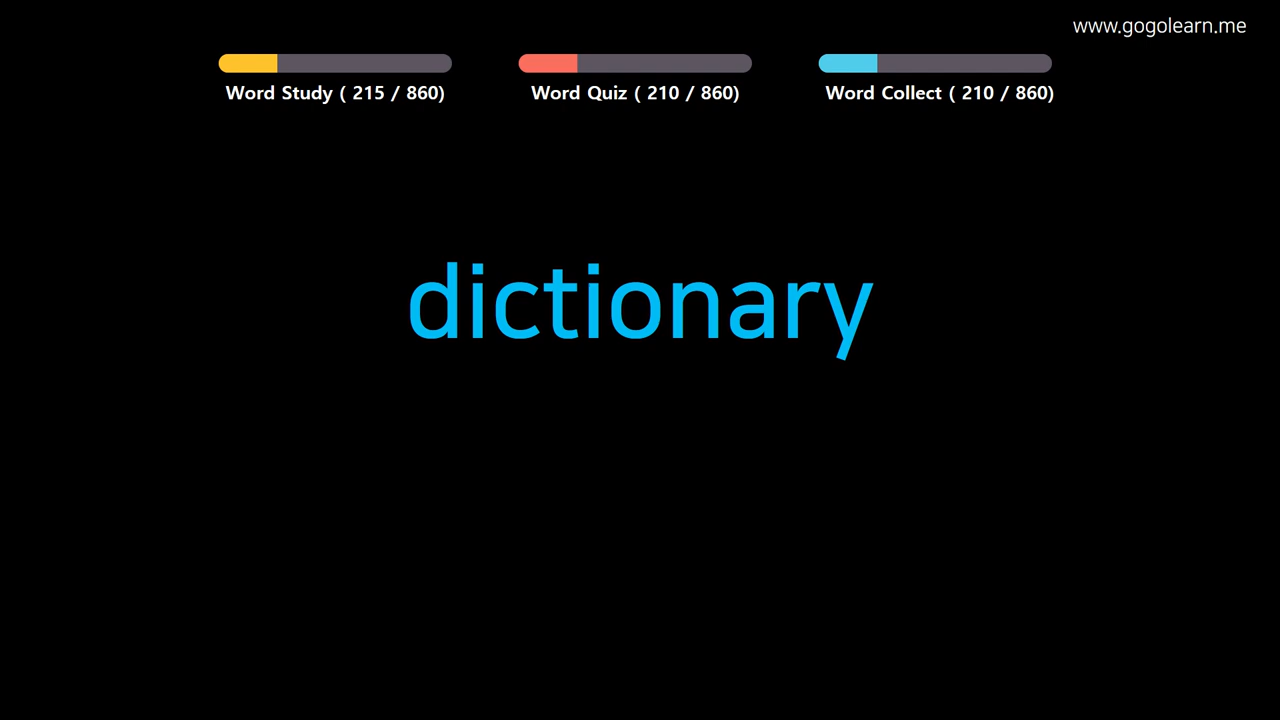 www.gogolearn.me
Word Study ( 215 / 860)
Word Quiz ( 210 / 860)
Word Collect ( 210 / 860)
dictionary